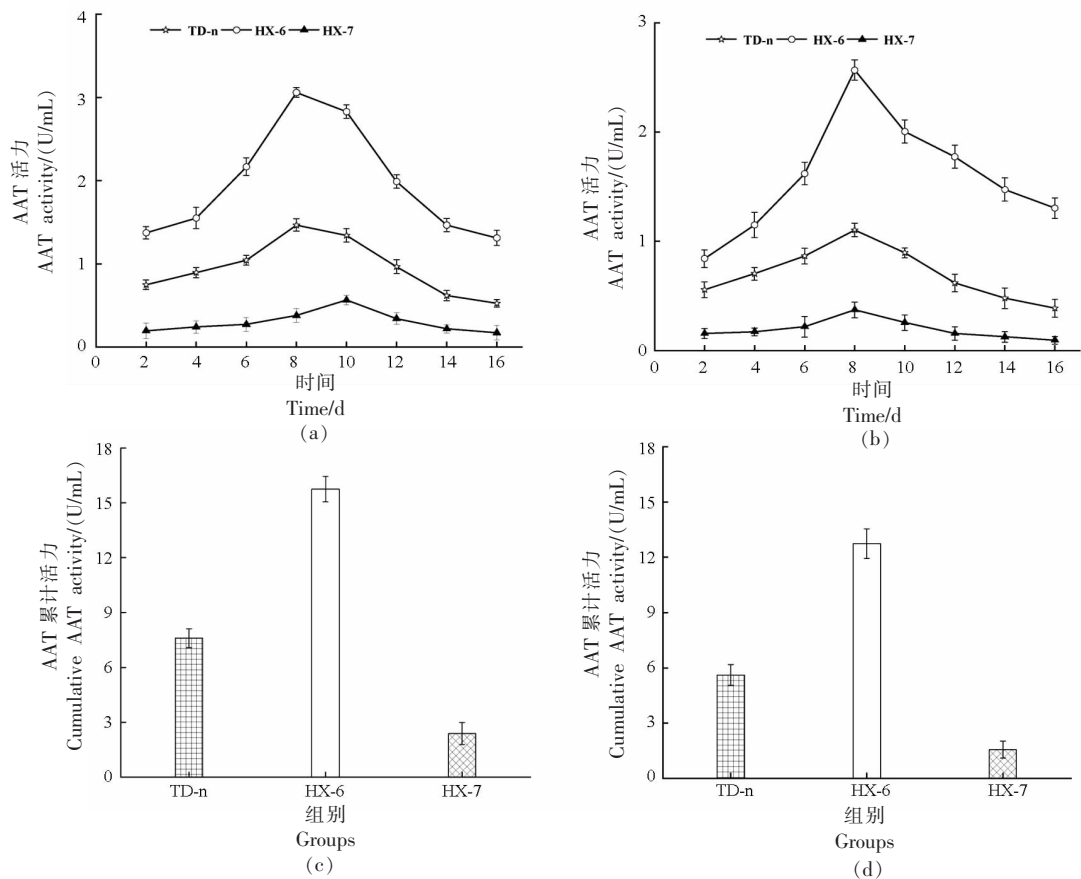 TD-n HX-6 HX-7
4
3
2
1
0
AAT 活力
AAT activity/(U/mL)
0 2 4 6 8 10 12 14 16
时间
Time/d
(a)
TD-n HX-6 HX-7
3
2
1
0
AAT 活力
AAT activity/(U/mL)
0 2 4 6 8 10 12 14 16
时间
Time/d
(b)
18
15
12
9
6
3
0
AAT 累计活力
Cumulative AAT activity/(U/mL)
TD-n HX-6 HX-7
组别
Groups
(c)
18
15
12
9
6
3
0
AAT 累计活力
Cumulative AAT activity/(U/mL)
TD-n HX-6 HX-7
组别
Groups
(d)